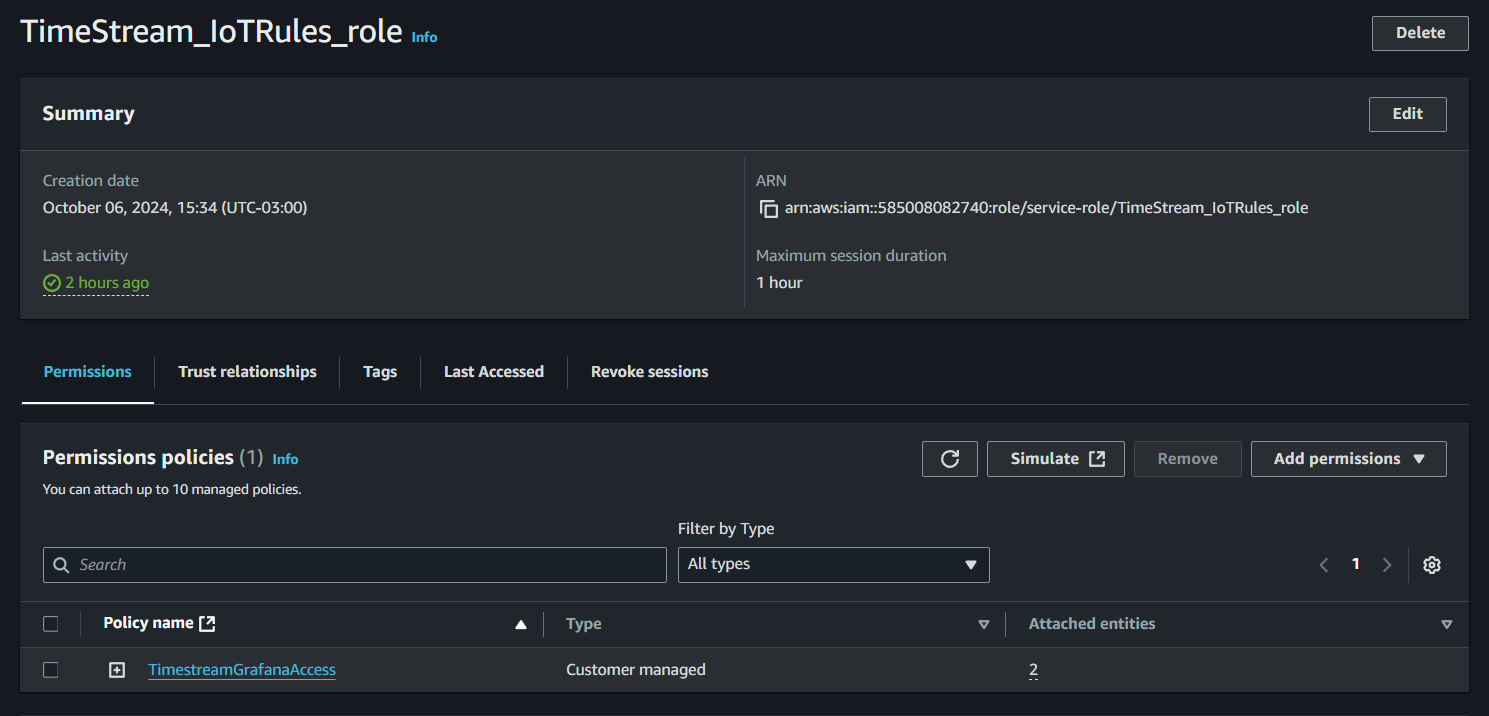 TimeStream_IoTRules_role Info
Delete
Summary
Edit
Creation date
October 06, 2024, 15:34 (UTC-03:00)
ARN
arn:aws:iam::585008082740:role/service-role/TimeStream_IoTRules_role
Last activity
2 hours ago
Maximum session duration
1 hour
Permissions
Trust relationships
Tags
Last Accessed
Revoke sessions
Permissions policies (1) Info
You can attach up to 10 managed policies.
Simulate
Remove
Add permissions
Filter by Type
Search
All types
1
Policy name
Type
Attached entities
TimestreamGrafanaAccess
Customer managed
2